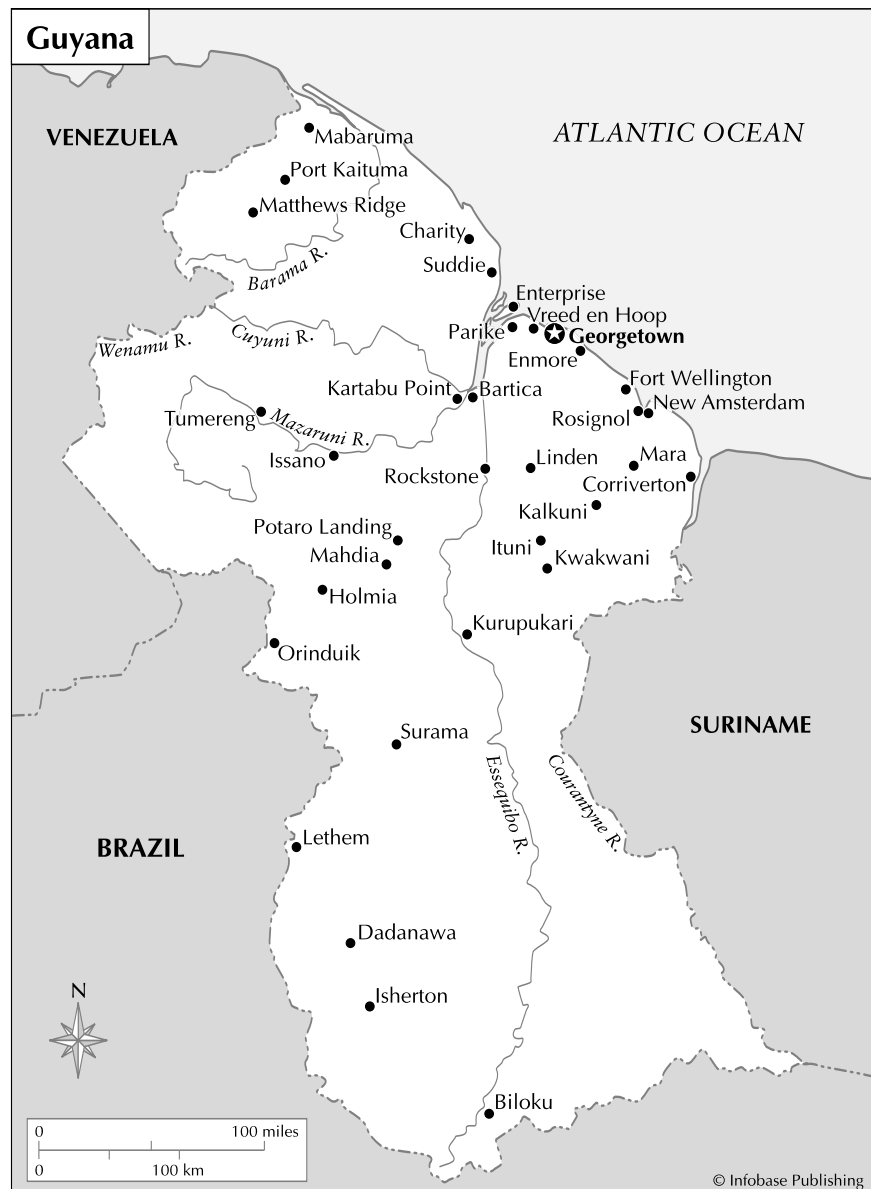 Guyana
VENEZUELA
ATLANTIC OCEAN
Mabaruma
Port Kaituma
Matthews Ridge
Charity
Barama R.
Suddie
Enterprise
Vreed en Hoop
Parike
Georgetown
Wenamu R.
Cuyuni R.
Enmore
Kartabu Point
Bartica
Fort Wellington
New Amsterdam
Tumereng
Mazaruni R.
Rosignol
Issano
Rockstone
Linden
Mara
Corriverton
Kalkuni
Potaro Landing
Ituni
Mahdia
Kwakwani
Holmia
Kurupukari
Orinduik
Surama
SURINAME
Essequibo R.
Courantyne R.
Lethem
BRAZIL
Dadanawa
Isherton
N
Biloku
0 100 miles
0 100 km
© Infobase Publishing